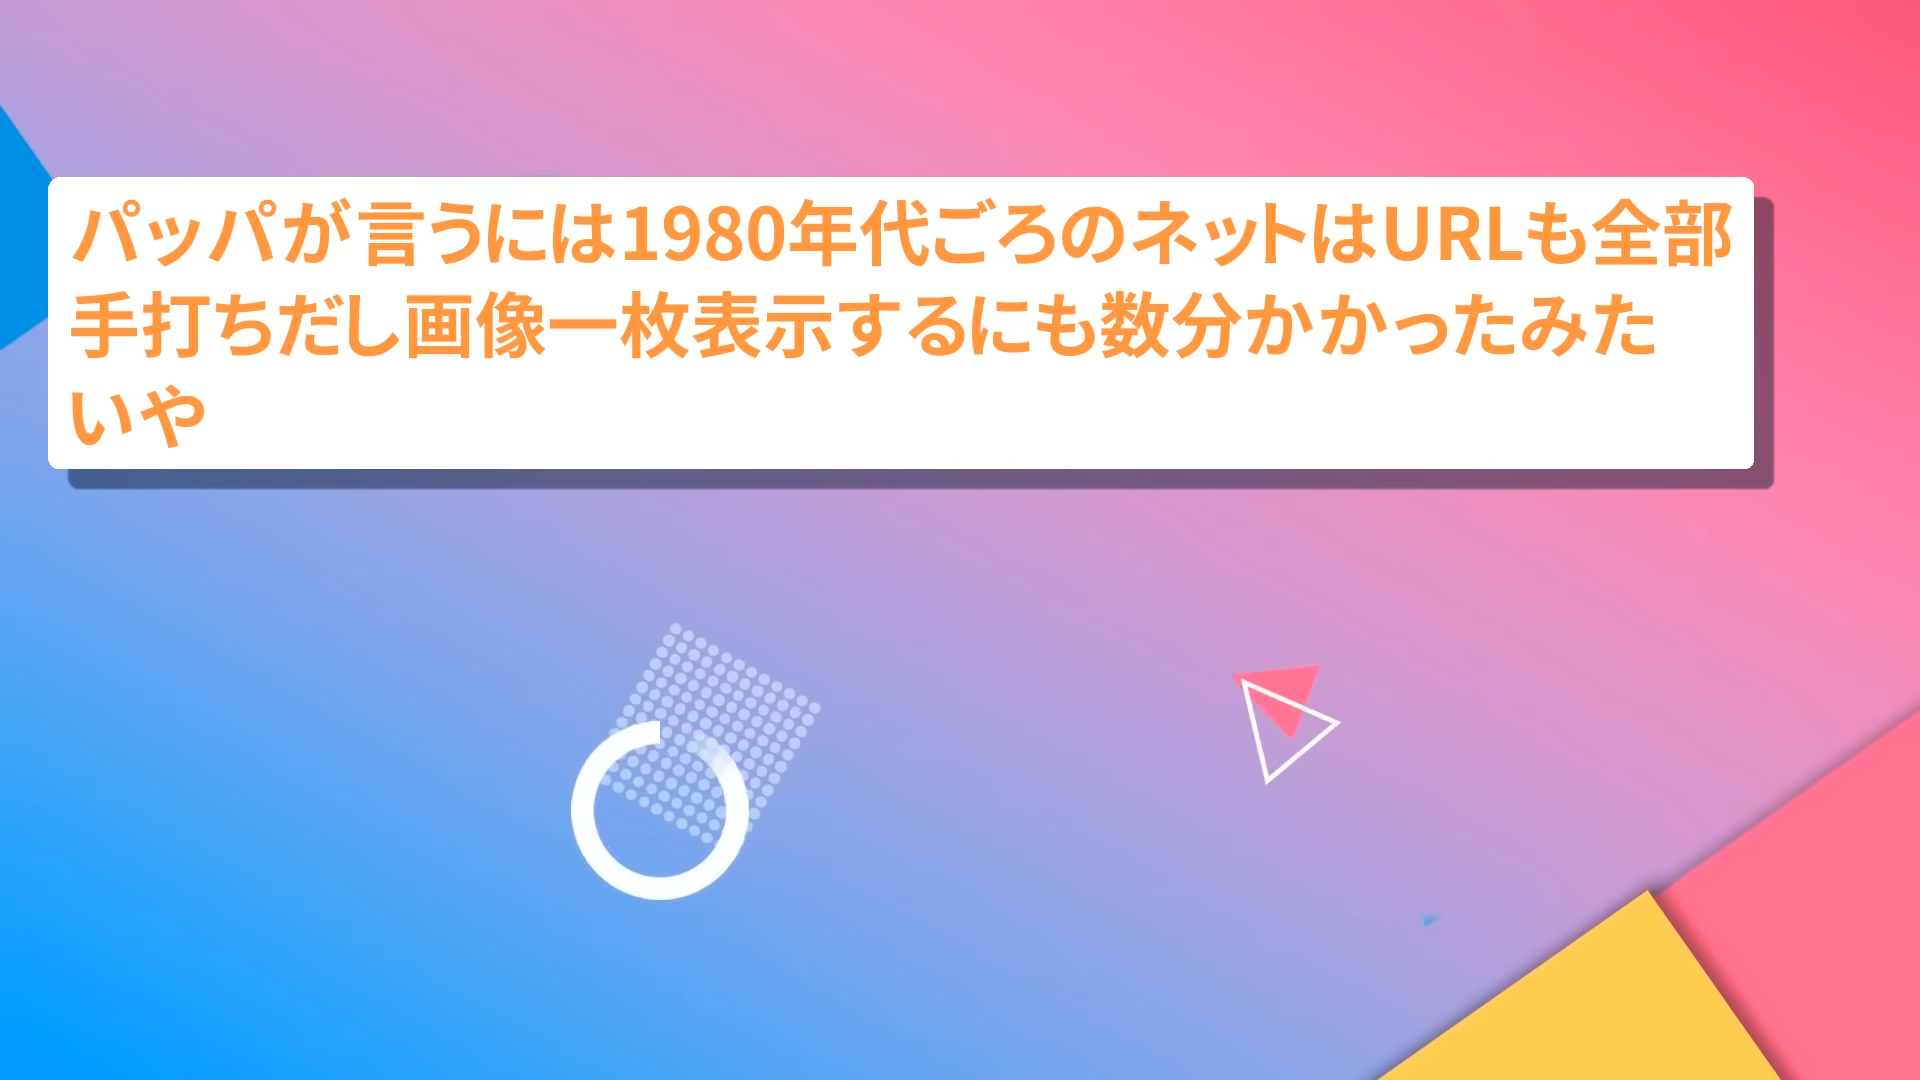 パッパが言うには1980年代ごろのネットはURLも全部
手打ちだし画像一枚表示するにも数分かかったみた
いや